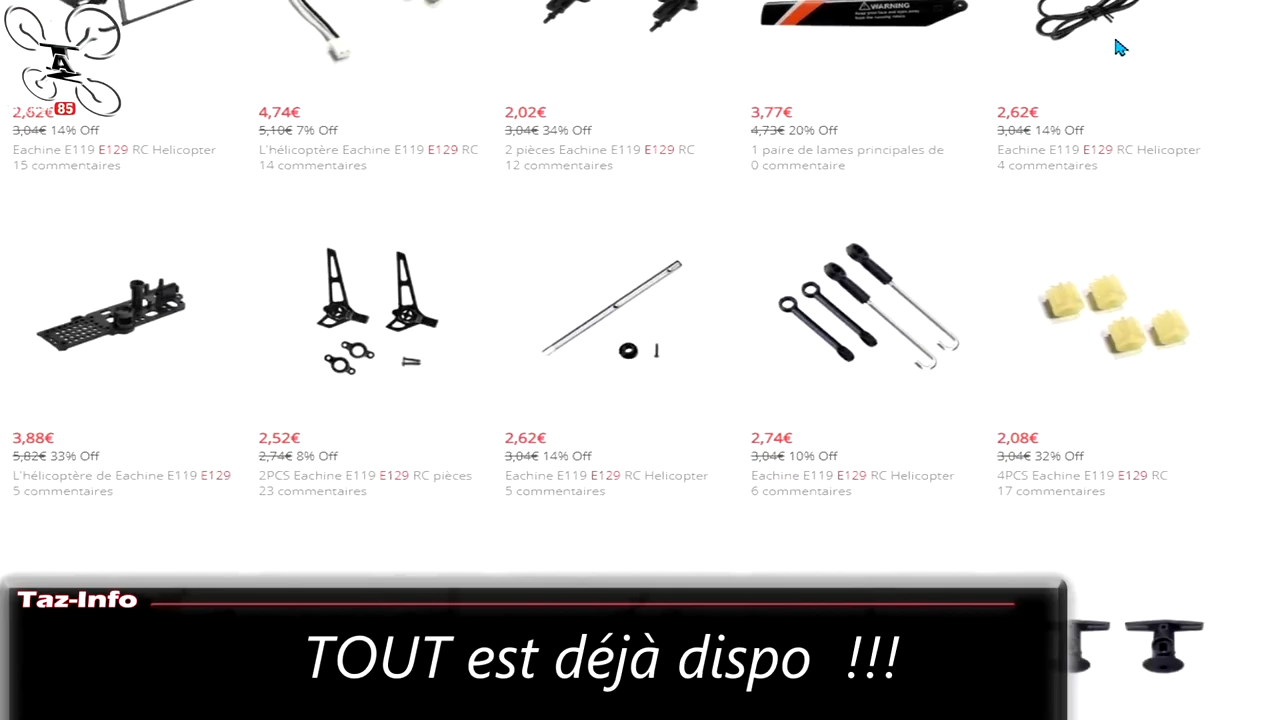 ⚠WARNING
2,62€ 4,74€ 2,02€ 3,77€ 2,62€
85
3,04€ 14% Off 5,10€ 7% Off 3,04€ 34% Off 4,73€ 20% Off 3,04€ 14% Off
Eachine E119 E129 RC Helicopter L'hélicoptère Eachine E119 E129 RC 2 pièces Eachine E119 E129 RC 1 paire de lames principales de Eachine E119 E129 RC Helicopter
15 commentaires 14 commentaires 12 commentaires 0 commentaire 4 commentaires
3,88€ 2,52€ 2,62€ 2,74€ 2,08€
5,82€ 33% Off 2,74€ 8% Off 3,04€ 14% Off 3,04€ 10% Off 3,04€ 32% Off
L'hélicoptère de Eachine E119 E129 2PCS Eachine E119 E129 RC pièces Eachine E119 E129 RC Helicopter Eachine E119 E129 RC Helicopter 4PCS Eachine E119 E129 RC
5 commentaires 23 commentaires 5 commentaires 6 commentaires 17 commentaires
Taz-Info
TOUT est déjà dispo !!!